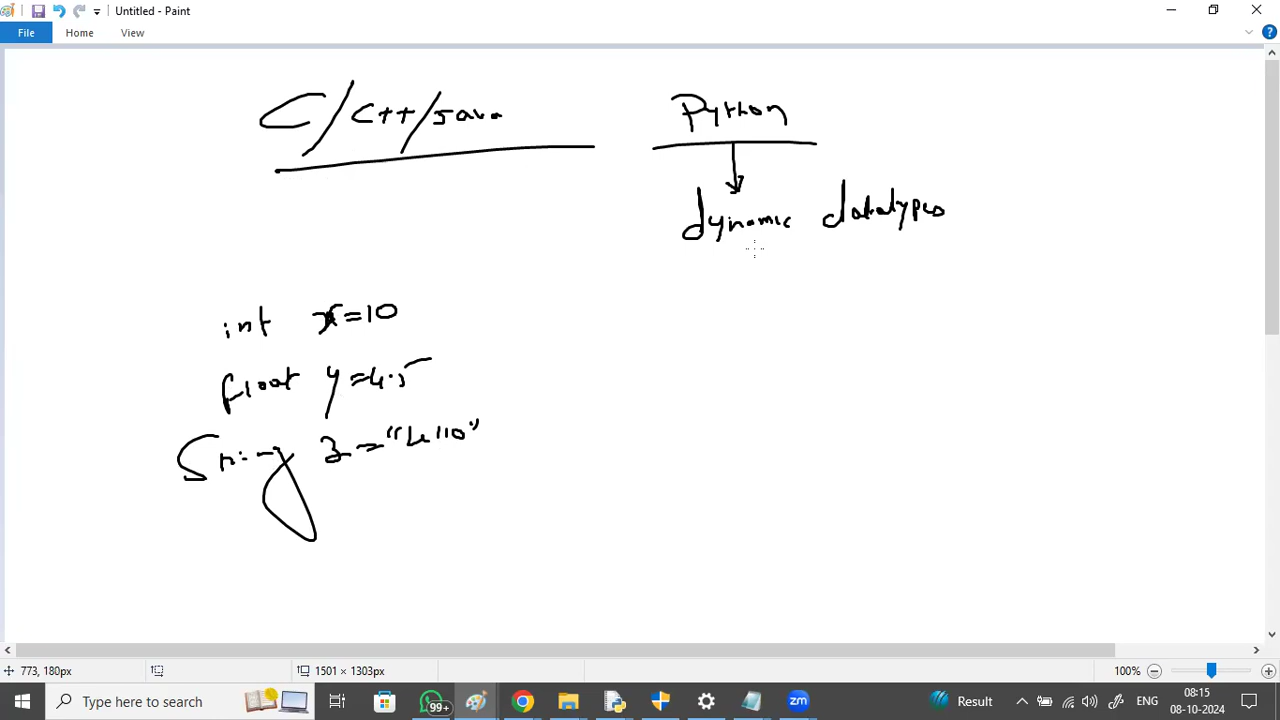 Untitled - Paint
File Home View
C/C++/Java
Python
dynamic datatypes
int x=10
float y=4.5
String z="
773, 180px
1501 × 1303px
100%
Type here to search
99+
Result
ENG
08:15
08-10-2024